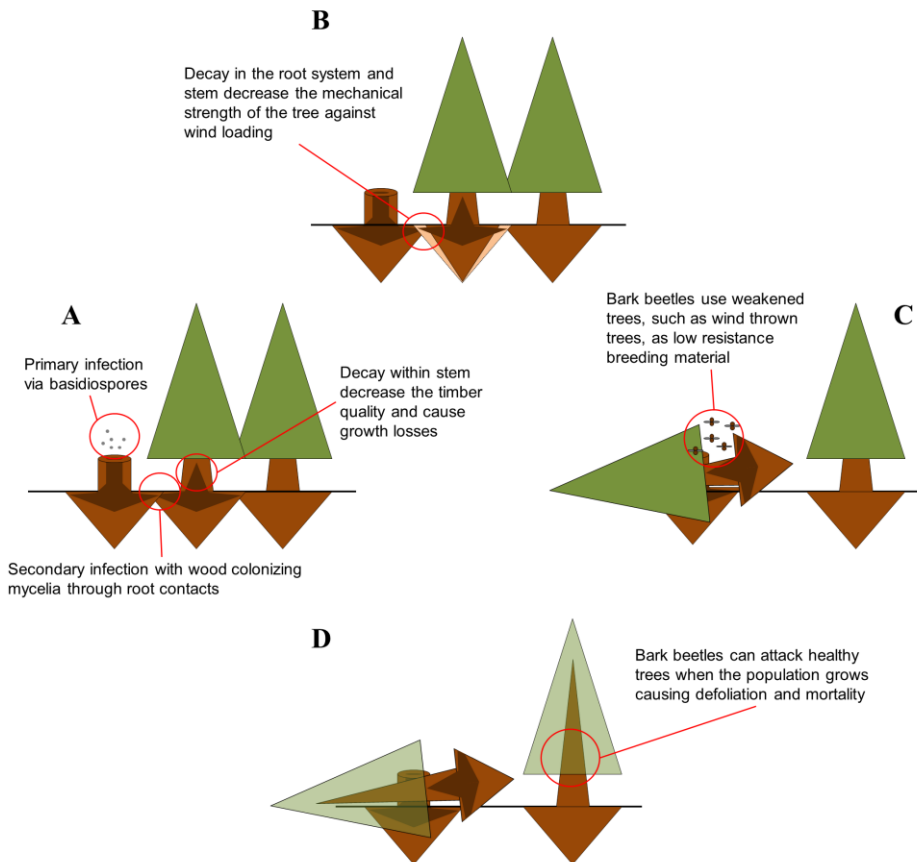 B
Decay in the root system and
stem decrease the mechanical
strength of the tree against
wind loading
A
Primary infection
via basidiospores
Decay within stem
decrease the timber
quality and cause
growth losses
Secondary infection with wood colonizing
mycelia through root contacts
C
Bark beetles use weakened
trees, such as wind thrown
trees, as low resistance
breeding material
D
Bark beetles can attack healthy
trees when the population grows
causing defoliation and mortality